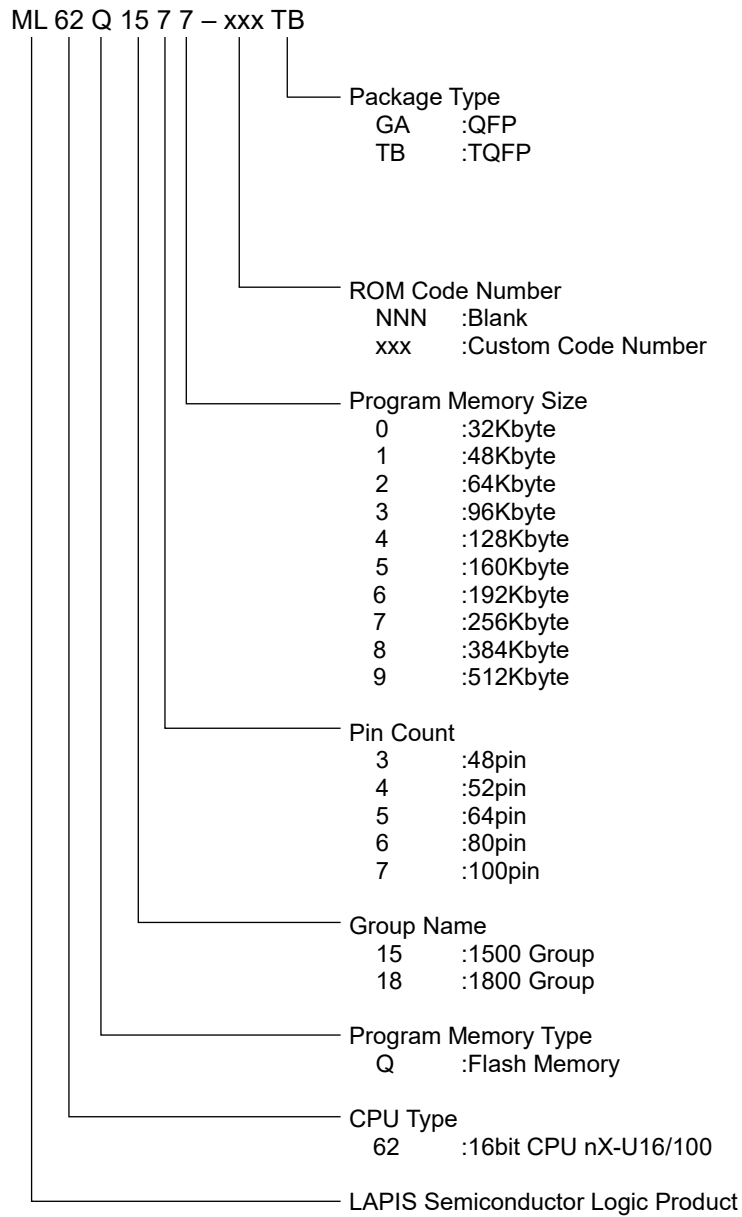 ML 62 Q 15 7 7 – xxx TB
Package Type
GA :QFP
TB :TQFP
ROM Code Number
NNN :Blank
xxx :Custom Code Number
Program Memory Size
0 :32Kbyte
1 :48Kbyte
2 :64Kbyte
3 :96Kbyte
4 :128Kbyte
5 :160Kbyte
6 :192Kbyte
7 :256Kbyte
8 :384Kbyte
9 :512Kbyte
Pin Count
3 :48pin
4 :52pin
5 :64pin
6 :80pin
7 :100pin
Group Name
15 :1500 Group
18 :1800 Group
Program Memory Type
Q :Flash Memory
CPU Type
62 :16bit CPU nX-U16/100
LAPIS Semiconductor Logic Product